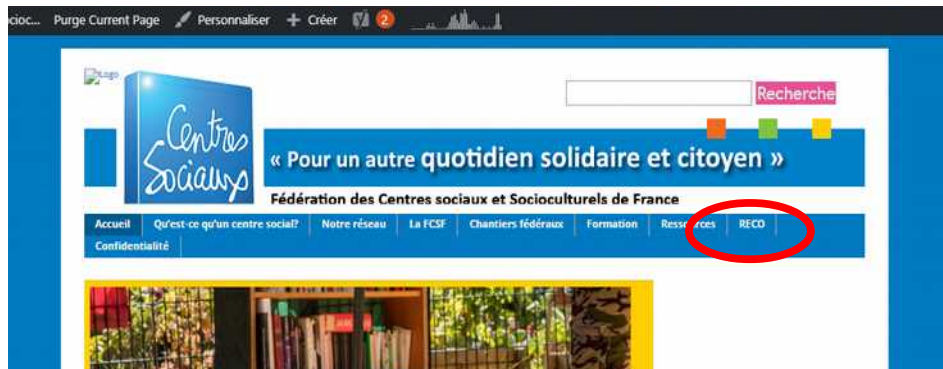 cioc... Purge Current Page Personnaliser + Créer 2
Logo
Recherche
Centres
Sociaux
« Pour un autre quotidien solidaire et citoyen »
Fédération des Centres sociaux et Socioculturels de France
Accueil Qu'est-ce qu'un centre social? Notre réseau La FCSF Chantiers fédéraux Formation Ressources RECO
Confidentialité